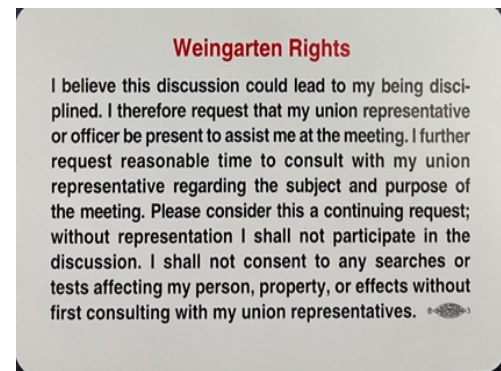 Weingarten Rights
I believe this discussion could lead to my being disci-
plined. I therefore request that my union representative
or officer be present to assist me at the meeting. I further
request reasonable time to consult with my union
representative regarding the subject and purpose of
the meeting. Please consider this a continuing request;
without representation I shall not participate in the
discussion. I shall not consent to any searches or
tests affecting my person, property, or effects without
first consulting with my union representatives.